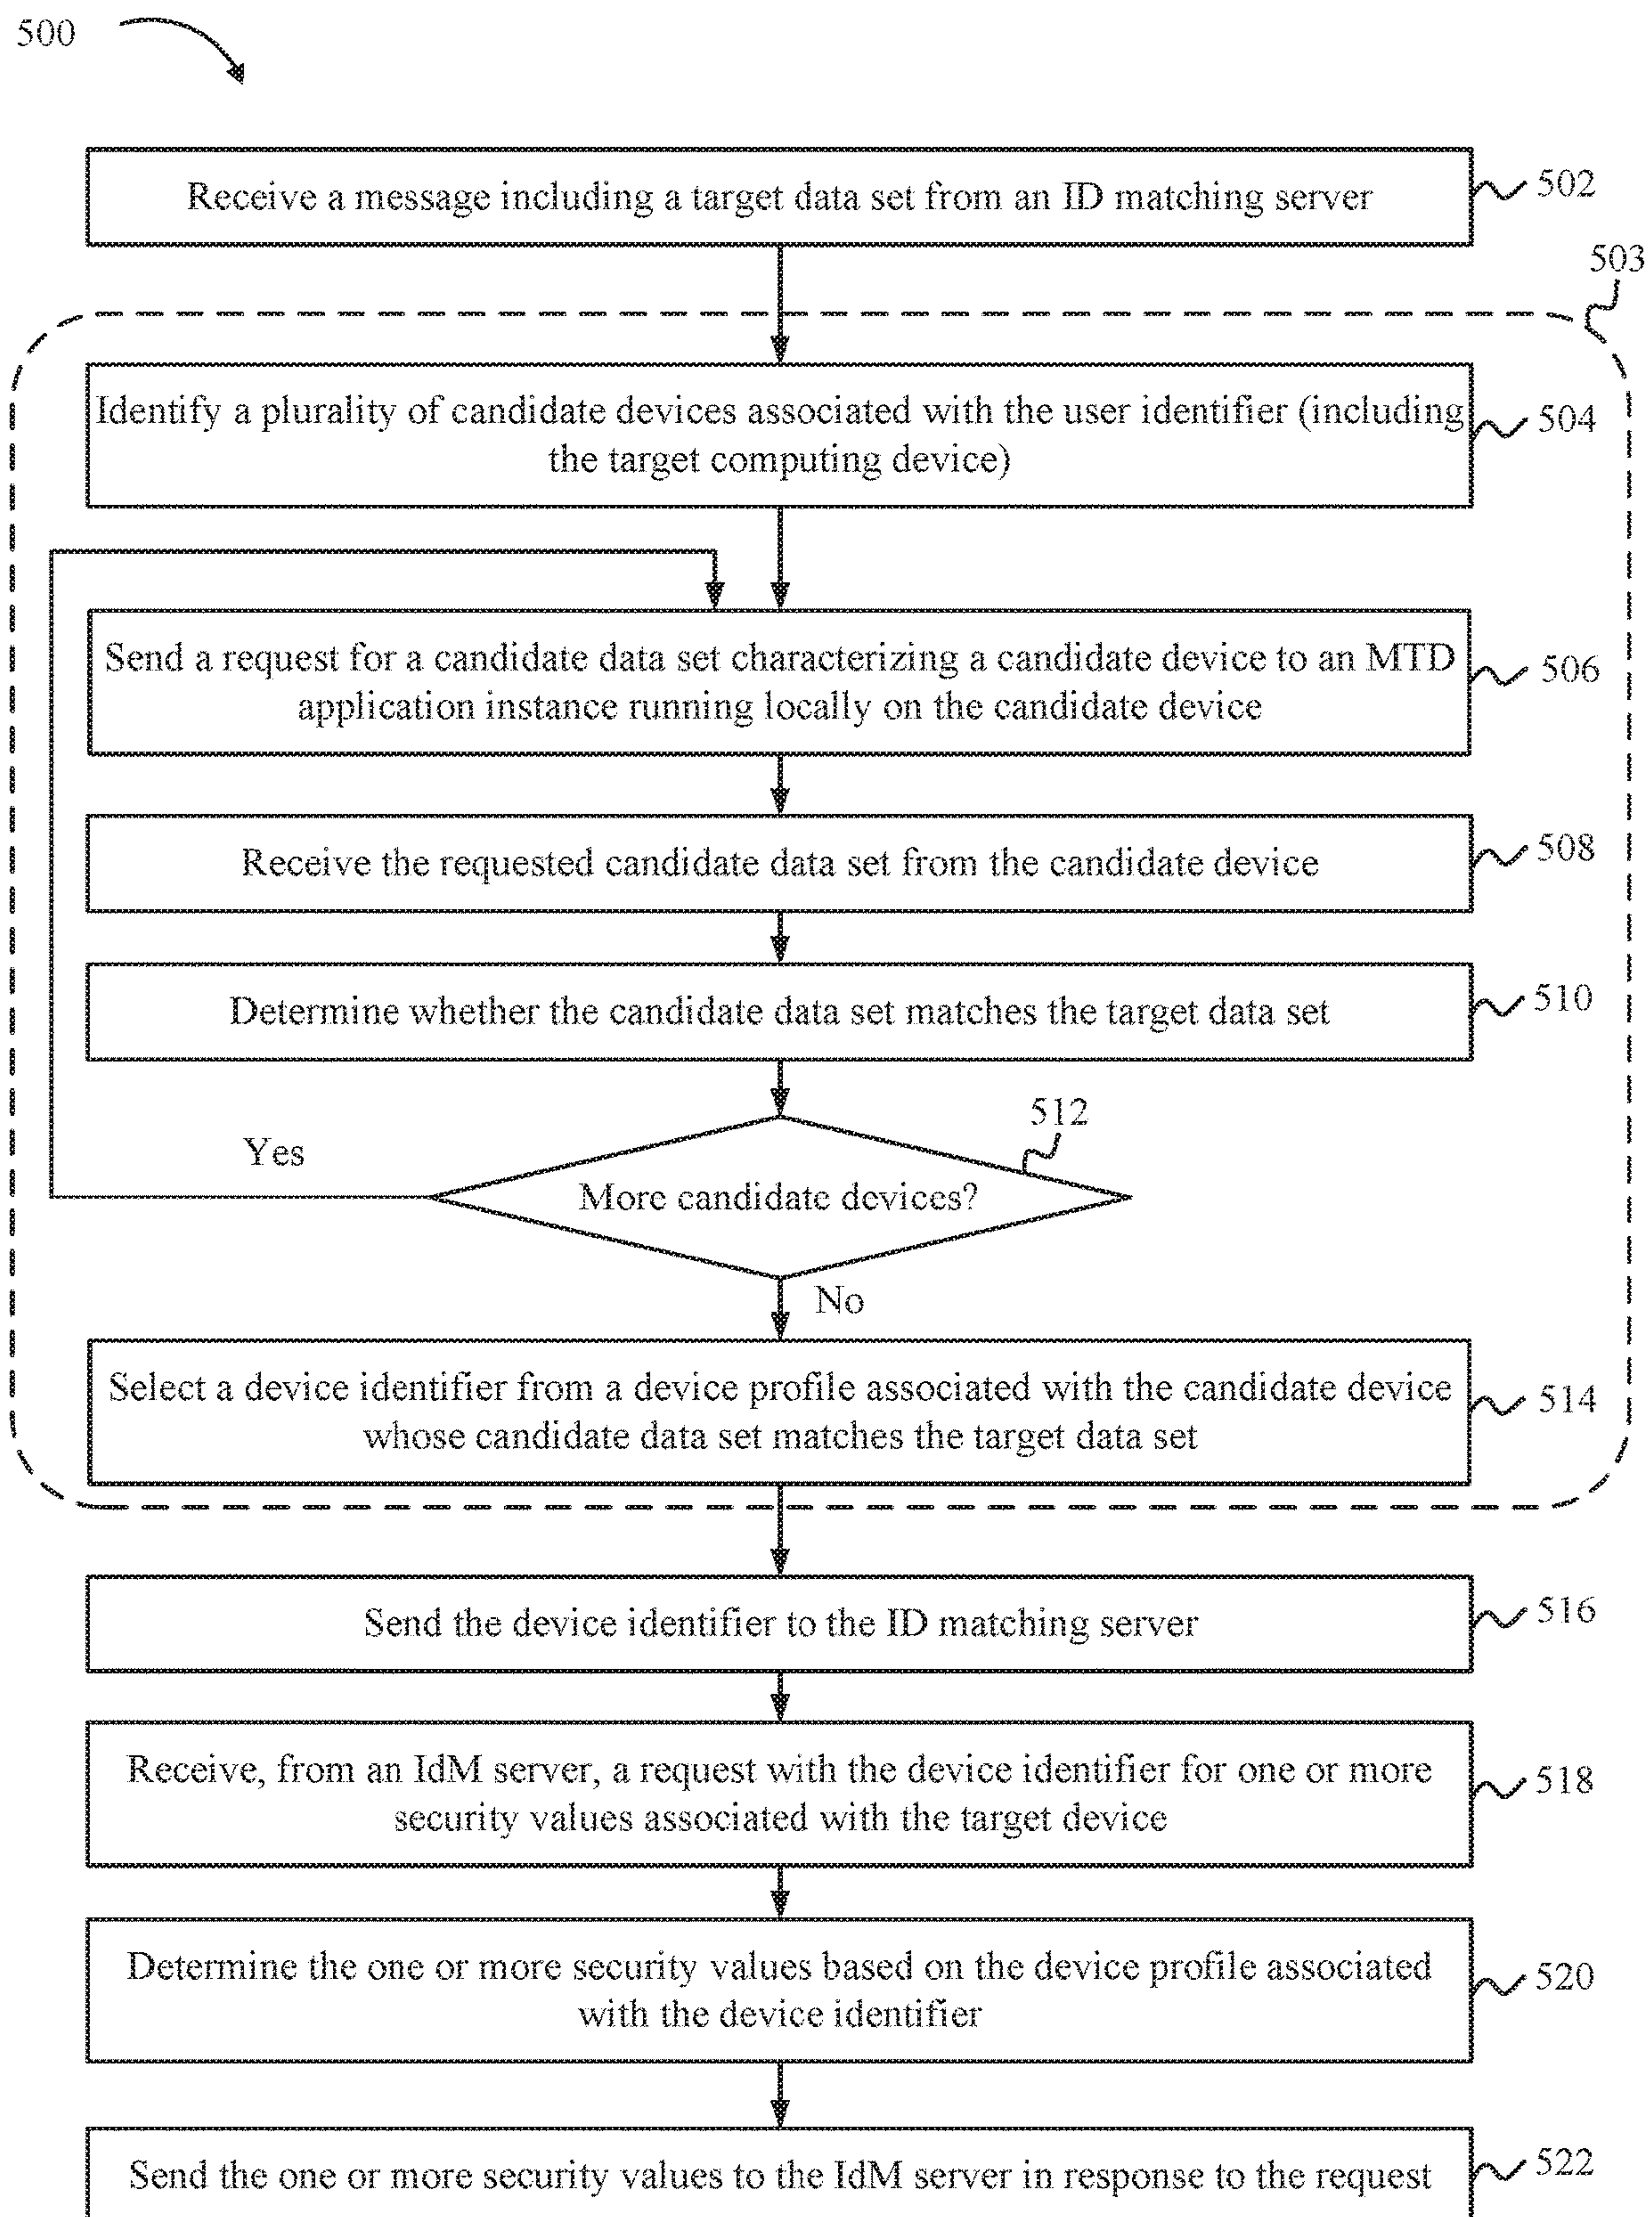 500
Receive a message including a target data set from an ID matching server
502
503
Identify a plurality of candidate devices associated with the user identifier (including
the target computing device)
504
Send a request for a candidate data set characterizing a candidate device to an MTD
application instance running locally on the candidate device
506
Receive the requested candidate data set from the candidate device
508
Determine whether the candidate data set matches the target data set
510
512
Yes
More candidate devices?
No
Select a device identifier from a device profile associated with the candidate device
whose candidate data set matches the target data set
514
Send the device identifier to the ID matching server
516
Receive, from an IdM server, a request with the device identifier for one or more
security values associated with the target device
518
Determine the one or more security values based on the device profile associated
with the device identifier
520
Send the one or more security values to the IdM server in response to the request
522